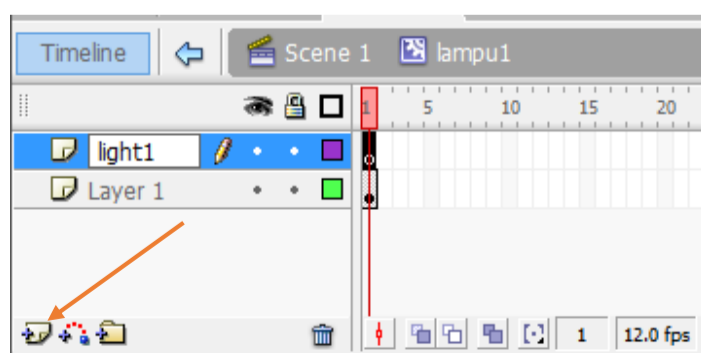 Timeline Scene 1 lampu1
1 5 10 15 20
light1
Layer 1
1 12.0 fps